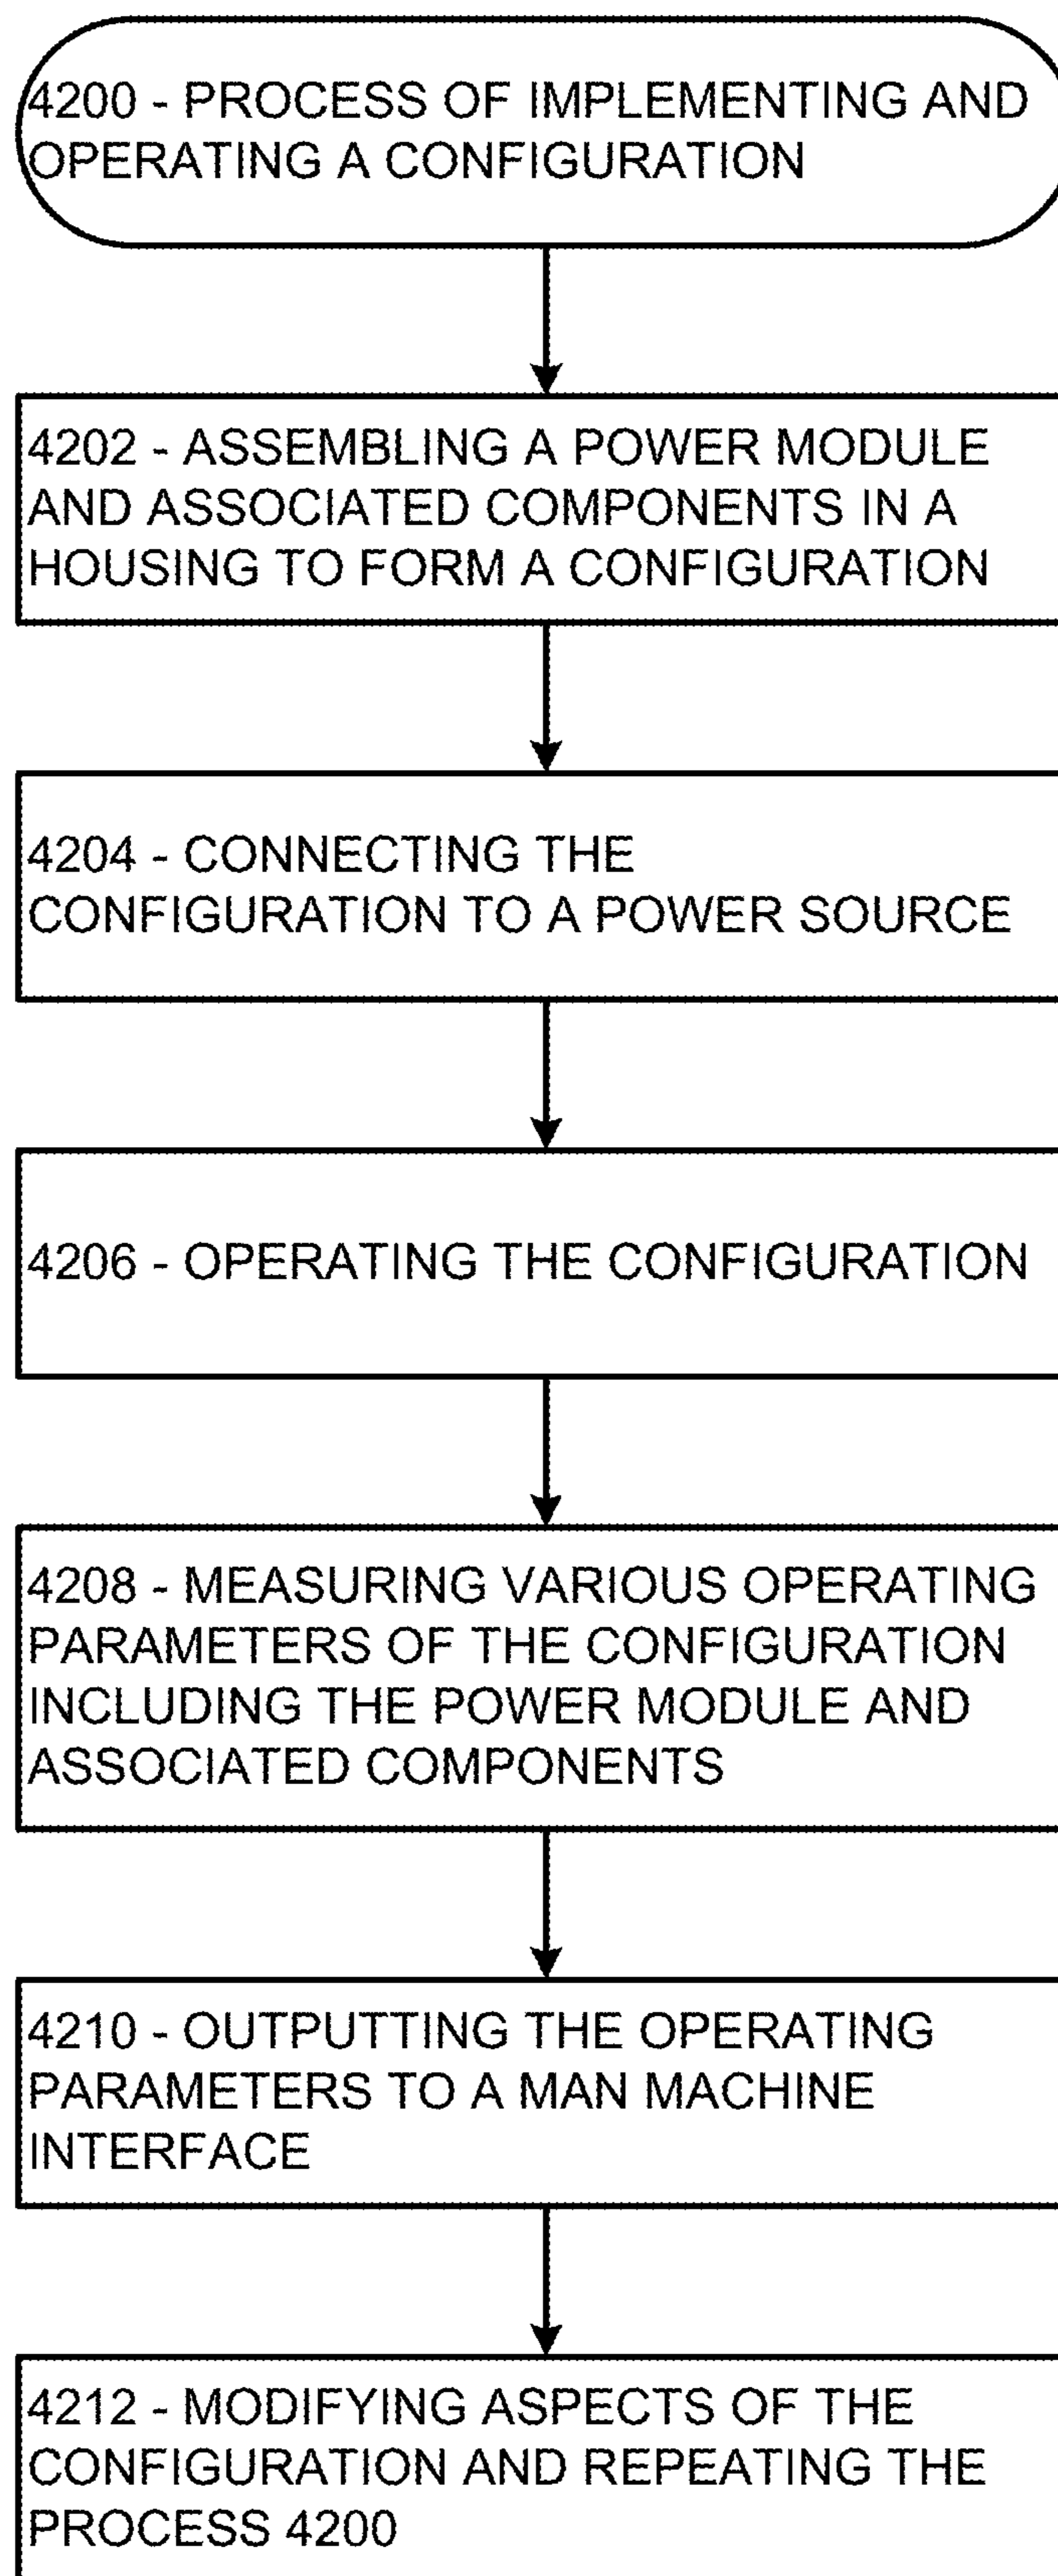 4200 - PROCESS OF IMPLEMENTING AND
OPERATING A CONFIGURATION
4202 - ASSEMBLING A POWER MODULE
AND ASSOCIATED COMPONENTS IN A
HOUSING TO FORM A CONFIGURATION
4204 - CONNECTING THE
CONFIGURATION TO A POWER SOURCE
4206 - OPERATING THE CONFIGURATION
4208 - MEASURING VARIOUS OPERATING
PARAMETERS OF THE CONFIGURATION
INCLUDING THE POWER MODULE AND
ASSOCIATED COMPONENTS
4210 - OUTPUTTING THE OPERATING
PARAMETERS TO A MAN MACHINE
INTERFACE
4212 - MODIFYING ASPECTS OF THE
CONFIGURATION AND REPEATING THE
PROCESS 4200